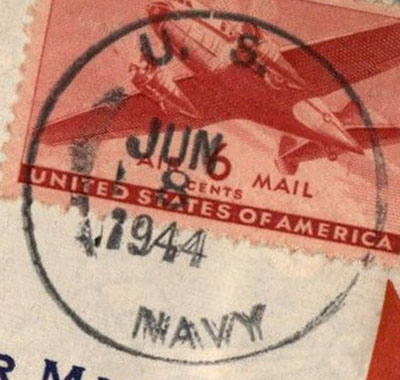 U. S.
JUN
8
1944
NAVY
AIR 6 MAIL
CENTS
UNITED STATES OF AMERICA
R M